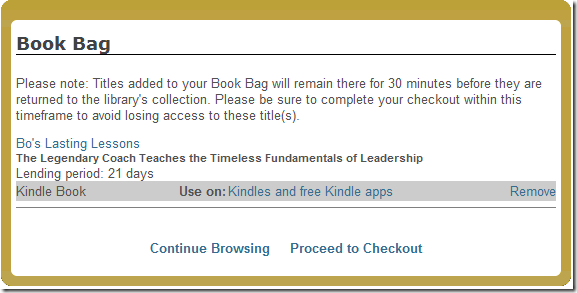 Book Bag
Please note: Titles added to your Book Bag will remain there for 30 minutes before they are
returned to the library's collection. Please be sure to complete your checkout within this
timeframe to avoid losing access to these title(s).
Bo's Lasting Lessons
The Legendary Coach Teaches the Timeless Fundamentals of Leadership
Lending period: 21 days
Kindle Book Use on: Kindles and free Kindle apps Remove
Continue Browsing Proceed to Checkout